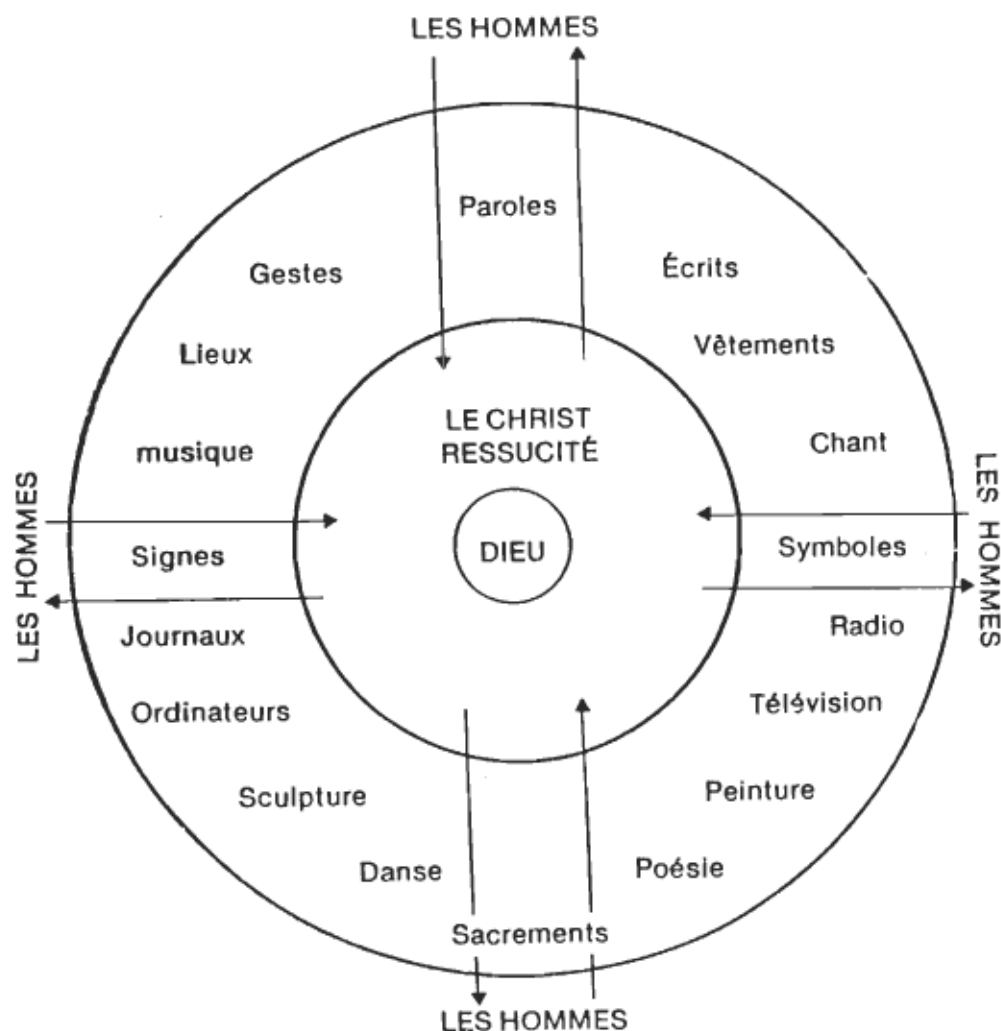 LES HOMMES
Paroles
Gestes
Écrits
Lieux
Vêtements
LE CHRIST
RESSUCITÉ
musique
Chant
LES HOMMES
LES HOMMES
DIEU
Signes
Symboles
Journaux
Radio
Ordinateurs
Télévision
Sculpture
Peinture
Danse
Poésie
Sacrements
LES HOMMES